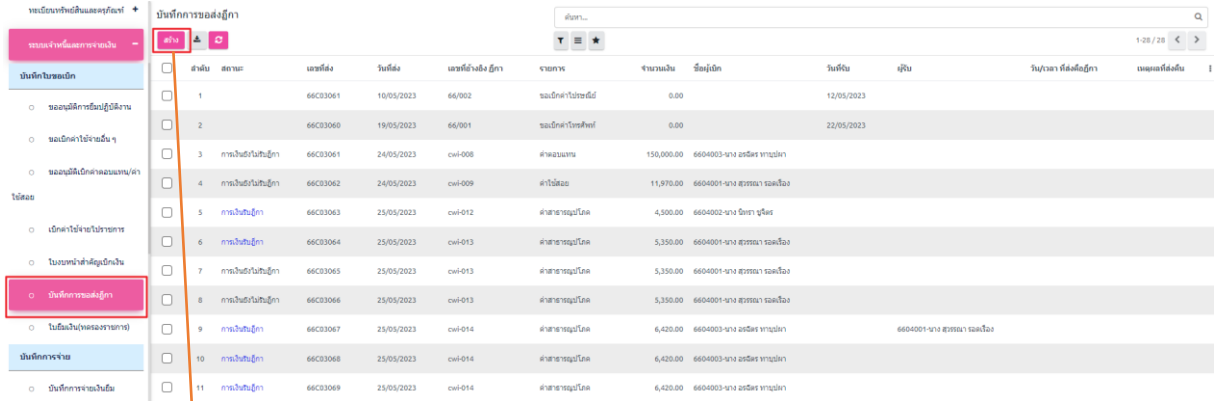 ทะเบียนทรัพย์สินและครุภัณฑ์ +
ระบบเจ้าหนี้และการจ่ายเงิน −
บันทึกใบขอเบิก
ขออนุมัติการยืมปฏิบัติงาน
ขอเบิกค่าใช้จ่ายอื่น ๆ
ขออนุมัติเบิกค่าตอบแทน/ค่า
ใช้สอย
เบิกค่าใช้จ่ายไปราชการ
ใบงบหน้าสำคัญเบิกเงิน
บันทึกการขอส่งฎีกา
ใบยืมเงิน(ทดรองราชการ)
บันทึกการจ่าย
บันทึกการจ่ายเงินยืม
บันทึกการขอส่งฎีกา
ค้นหา...
สร้าง
1-28 / 28
ลำดับ สถานะ เลขที่ส่ง วันที่ส่ง เลขที่อ้างอิง ฎีกา รายการ จำนวนเงิน ชื่อผู้เบิก วันที่รับ ผู้รับ วัน/เวลา ที่ส่งคืนฎีกา เหตุผลที่ส่งคืน
1 66C03061 10/05/2023 66/002 ขอเบิกค่าไปรษณีย์ 0.00 12/05/2023
2 66C03060 19/05/2023 66/001 ขอเบิกค่าโทรศัพท์ 0.00 22/05/2023
3 การเงินยังไม่รับฎีกา 66C03061 24/05/2023 cwi-008 ค่าตอบแทน 150,000.00 6604003-นาง อรฉัตร ทาขุปผา
4 การเงินยังไม่รับฎีกา 66C03062 24/05/2023 cwi-009 ค่าใช้สอย 11,970.00 6604001-นาง สุวรรณา รอดเรือง
5 การเงินรับฎีกา 66C03063 25/05/2023 cwi-012 ค่าสาธารณูปโภค 4,500.00 6604002-นาง นิทรา ชูจิตร
6 การเงินรับฎีกา 66C03064 25/05/2023 cwi-013 ค่าสาธารณูปโภค 5,350.00 6604001-นาง สุวรรณา รอดเรือง
7 การเงินยังไม่รับฎีกา 66C03065 25/05/2023 cwi-013 ค่าสาธารณูปโภค 5,350.00 6604001-นาง สุวรรณา รอดเรือง
8 การเงินยังไม่รับฎีกา 66C03066 25/05/2023 cwi-013 ค่าสาธารณูปโภค 5,350.00 6604001-นาง สุวรรณา รอดเรือง
9 การเงินรับฎีกา 66C03067 25/05/2023 cwi-014 ค่าสาธารณูปโภค 6,420.00 6604003-นาง อรฉัตร ทาขุปผา 6604001-นาง สุวรรณา รอดเรือง
10 การเงินรับฎีกา 66C03068 25/05/2023 cwi-014 ค่าสาธารณูปโภค 6,420.00 6604003-นาง อรฉัตร ทาขุปผา
11 การเงินรับฎีกา 66C03069 25/05/2023 cwi-014 ค่าสาธารณูปโภค 6,420.00 6604003-นาง อรฉัตร ทาขุปผา